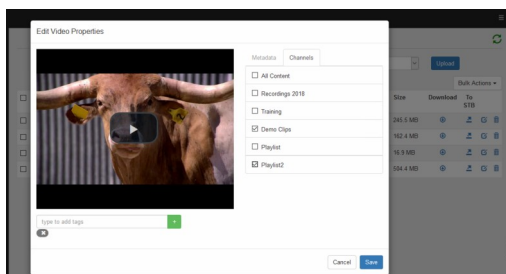 Edit Video Properties
Metadata Channels
All Content
Recordings 2018
Training
Demo Clips
Playlist
Playlist2
type to add tags
+
Cancel Save
Upload
Bulk Actions
Size Download To STB
245.5 MB
162.4 MB
16.9 MB
504.4 MB